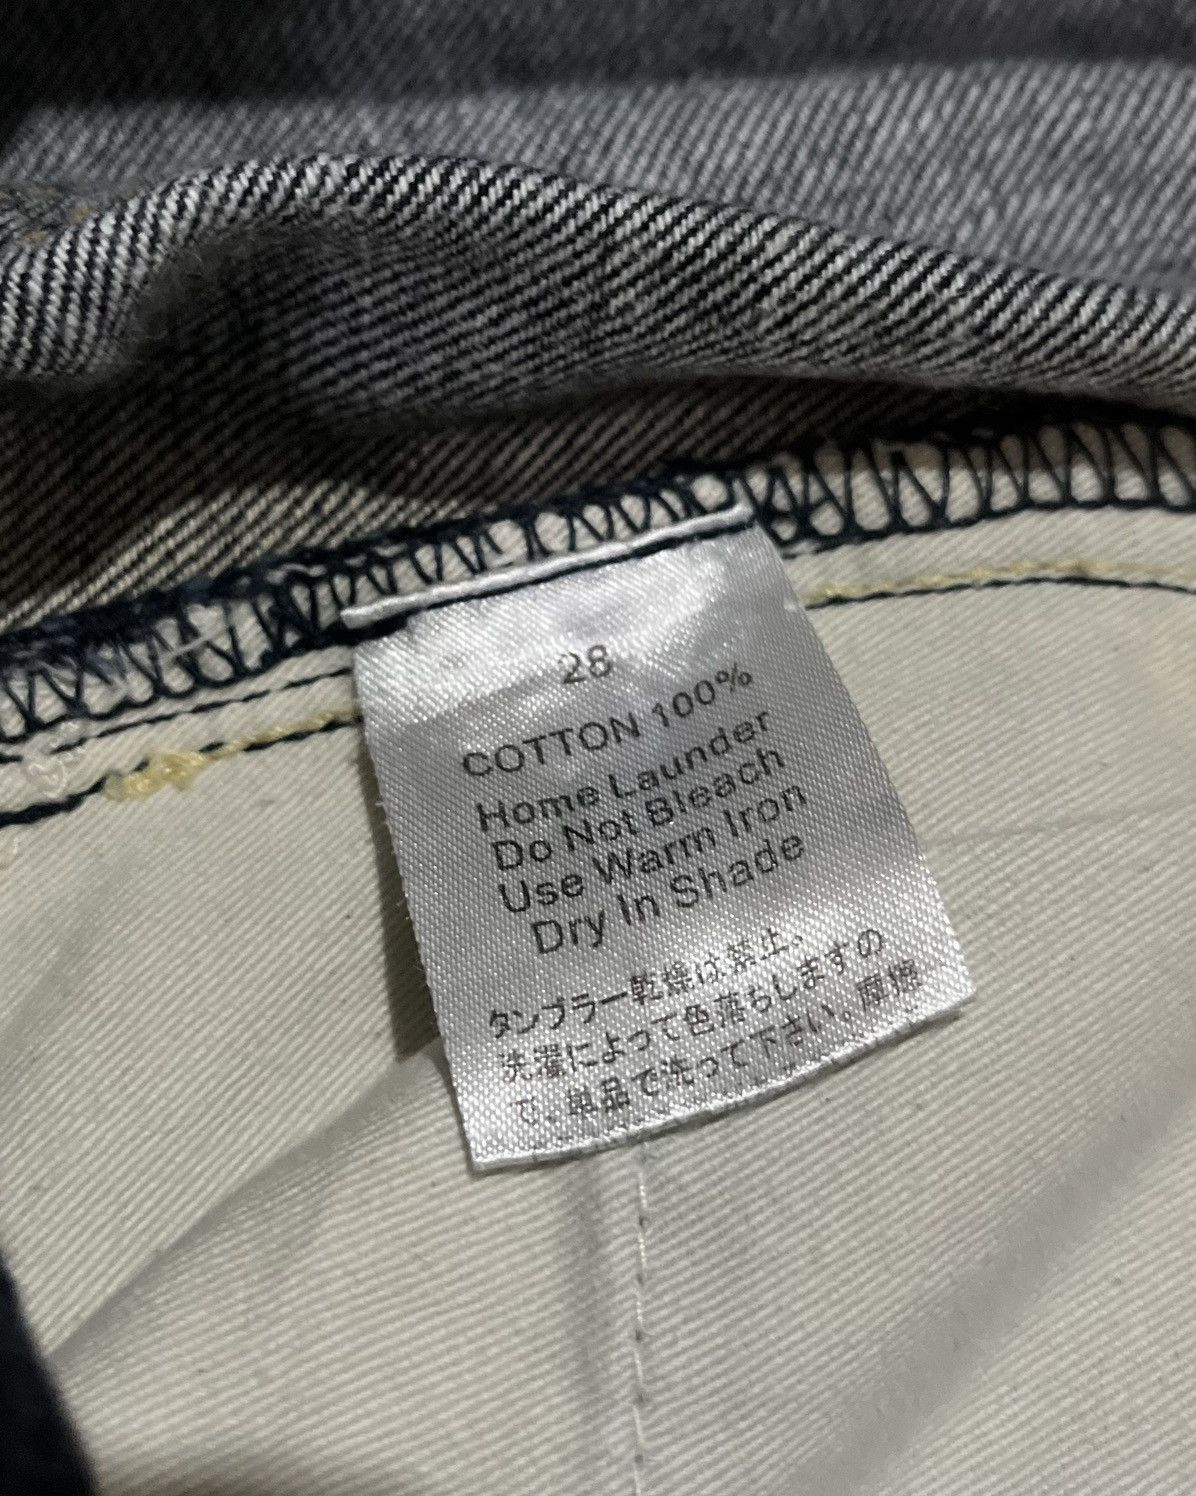 28
COTTON 100%
Home Launder
Do Not Bleach
Use Warm Iron
Dry In Shade
タンブラー乾燥は禁止。
洗濯によって色落ちしますの
で、単品で洗って下さい。摩擦